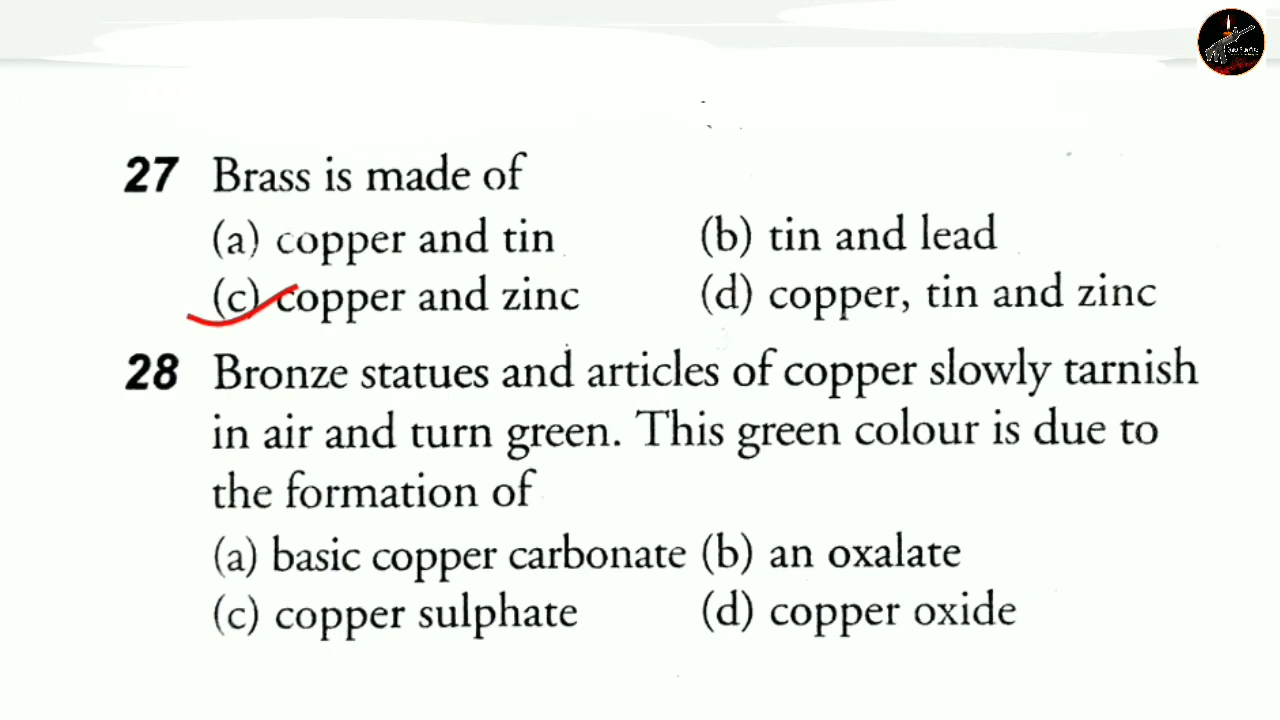 27 Brass is made of
(a) copper and tin (b) tin and lead
(c) copper and zinc (d) copper, tin and zinc
28 Bronze statues and articles of copper slowly tarnish
in air and turn green. This green colour is due to
the formation of
(a) basic copper carbonate (b) an oxalate
(c) copper sulphate (d) copper oxide